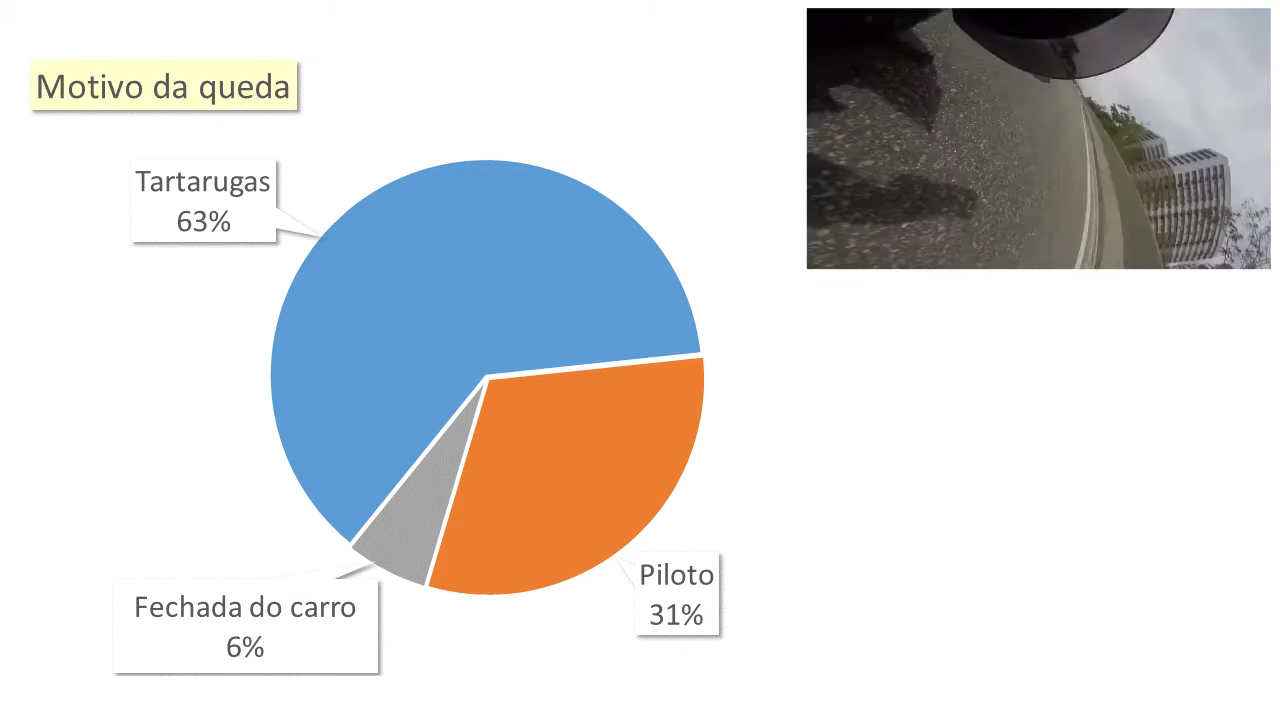 Motivo da queda
Tartarugas
63%
Piloto
31%
Fechada do carro
6%